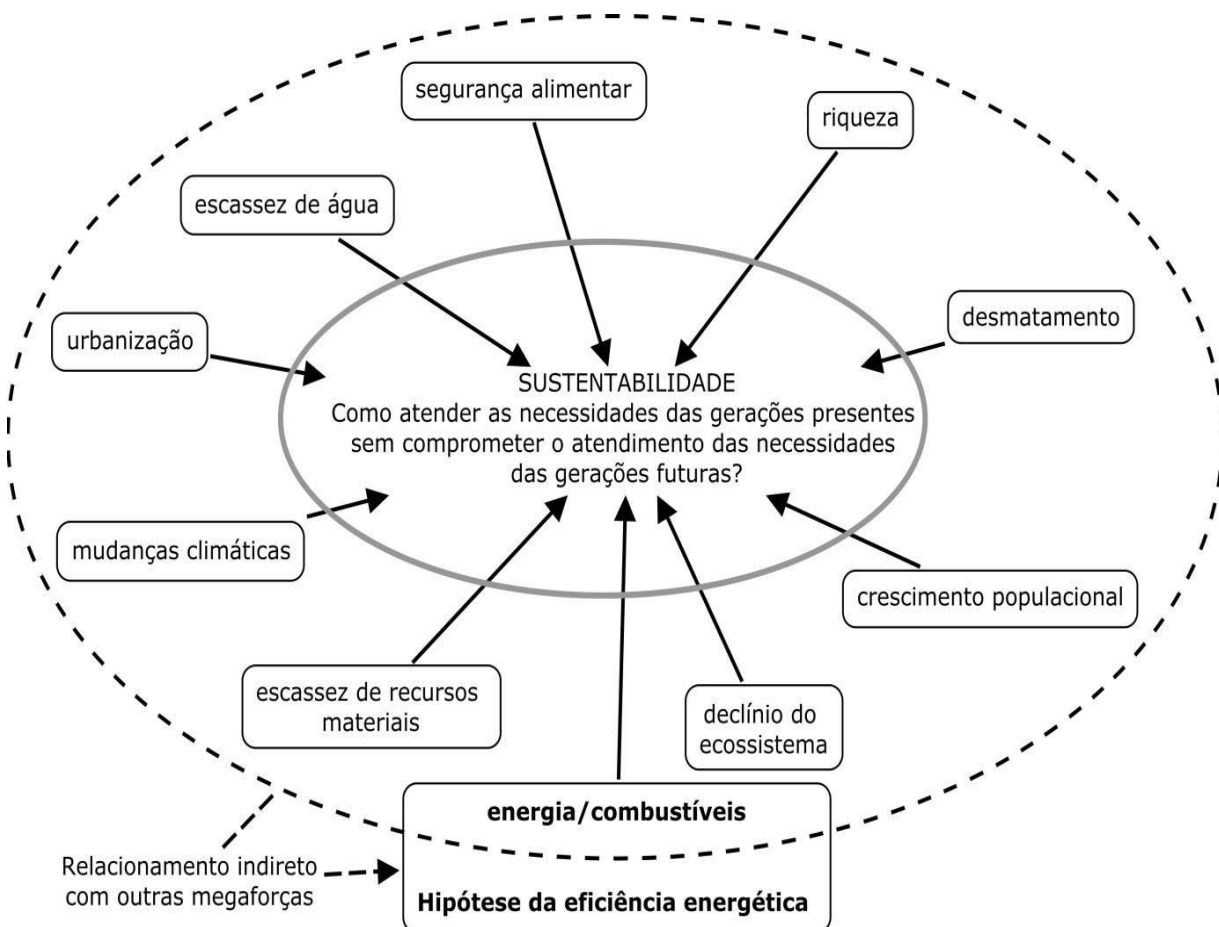 segurança alimentar
riqueza
escassez de água
desmatamento
urbanização
SUSTENTABILIDADE
Como atender as necessidades das gerações presentes
sem comprometer o atendimento das necessidades
das gerações futuras?
mudanças climáticas
crescimento populacional
escassez de recursos
materiais
declínio do
ecossistema
energia/combustíveis
Relacionamento indireto
com outras megaforças
Hipótese da eficiência energética